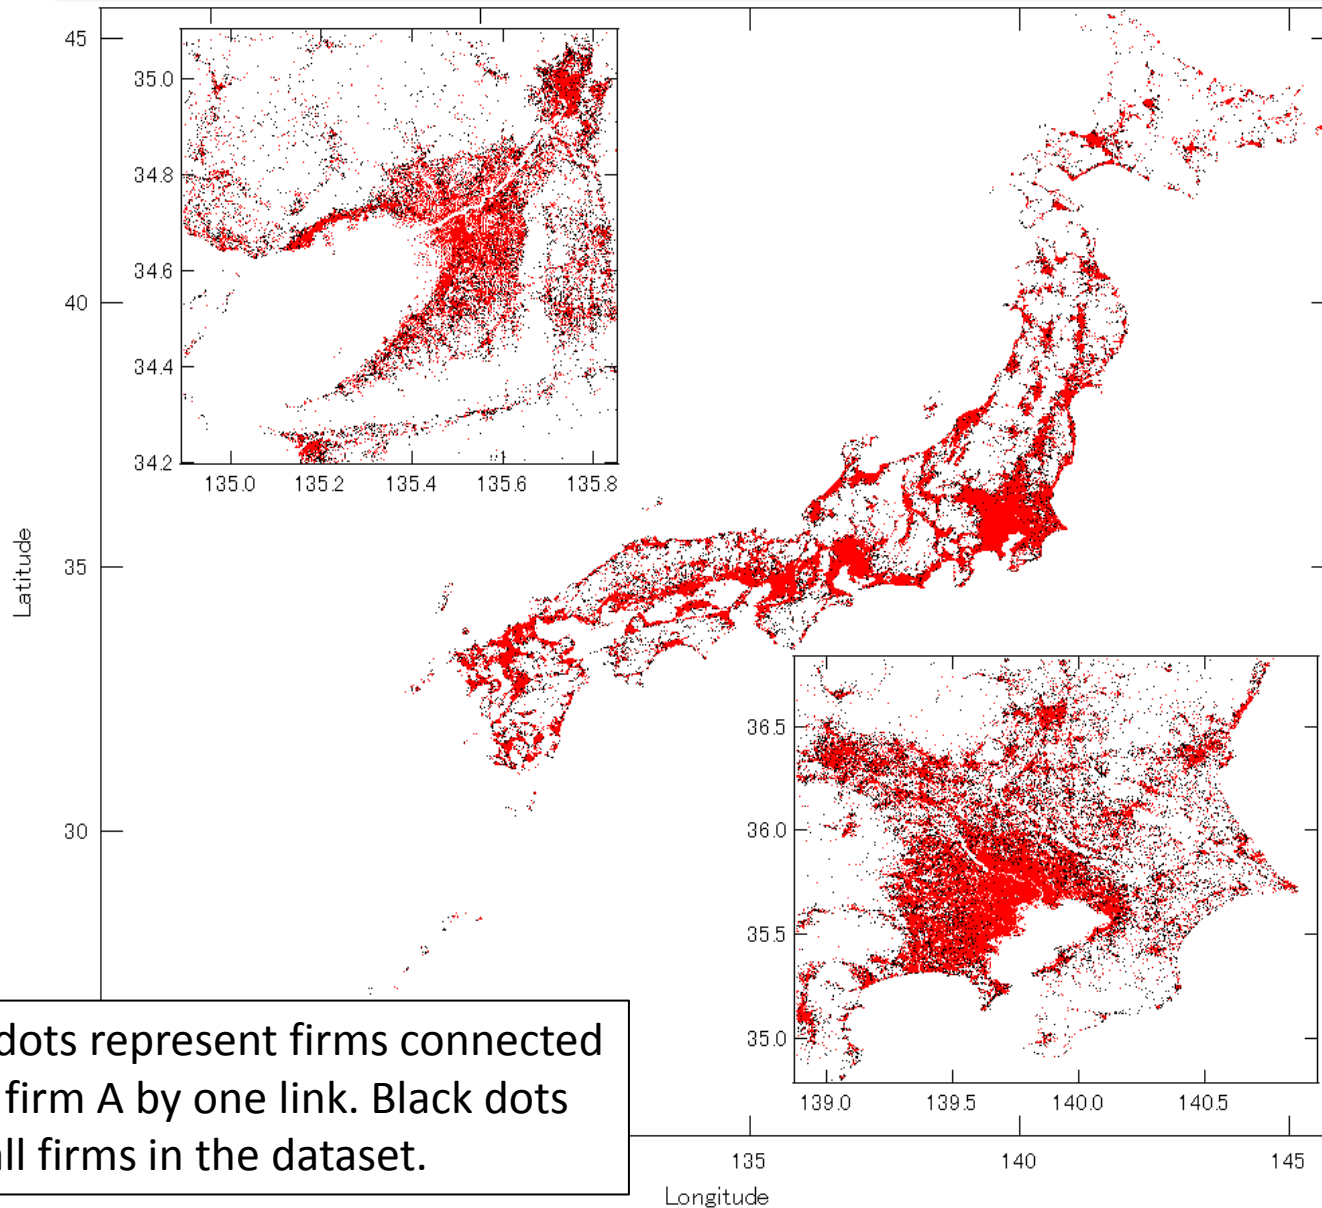 45
40
35
30
Latitude
35.0
34.8
34.6
34.4
34.2
135.0 135.2 135.4 135.6 135.8
36.5
36.0
35.5
35.0
139.0 139.5 140.0 140.5
dots represent firms connected
firm A by one link. Black dots
all firms in the dataset.
135 140 145
Longitude